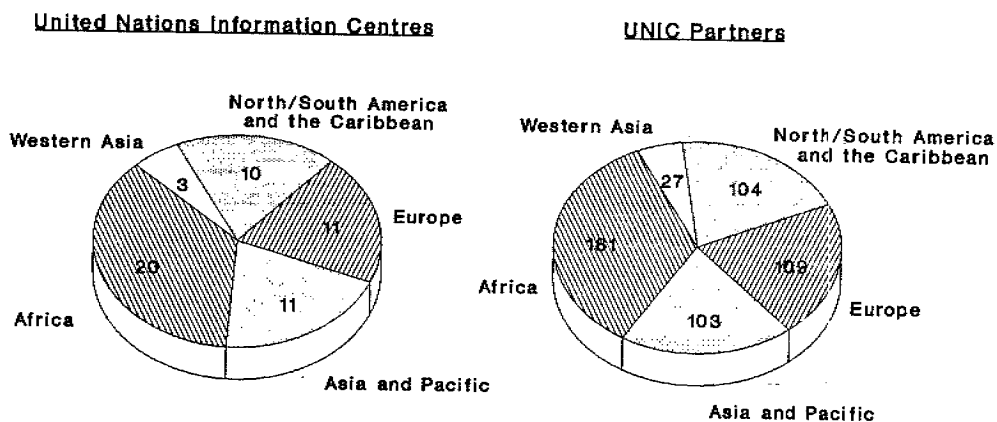 United Nations Information Centres
UNIC Partners
North/South America
and the Caribbean
Western Asia
3
10
Europe
11
20
11
Africa
Asia and Pacific
Western Asia
North/South America
and the Caribbean
27
104
181
109
Africa
Europe
103
Asia and Pacific